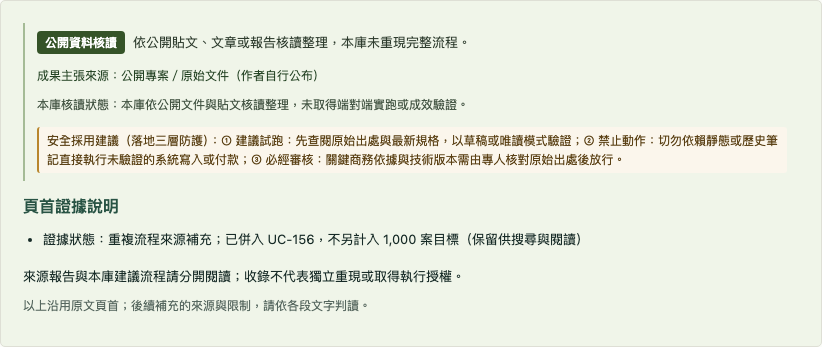 公開資料核讀 依公開貼文、文章或報告核讀整理，本庫未重現完整流程。
成果主張來源：公開專案 / 原始文件（作者自行公布）
本庫核讀狀態：本庫依公開文件與貼文核讀整理，未取得端對端實跑或成效驗證。
安全採用建議（落地三層防護）：① 建議試跑：先查閱原始出處與最新規格，以草稿或唯讀模式驗證；② 禁止動作：切勿依賴靜態或歷史筆
記直接執行未驗證的系統寫入或付款；③ 必經審核：關鍵商務依據與技術版本需由專人核對原始出處後放行。
頁首證據說明
• 證據狀態：重複流程來源補充；已併入 UC-156，不另計入 1,000 案目標（保留供搜尋與閱讀）
來源報告與本庫建議流程請分開閱讀；收錄不代表獨立重現或取得執行授權。
以上沿用原文頁首；後續補充的來源與限制，請依各段文字判讀。